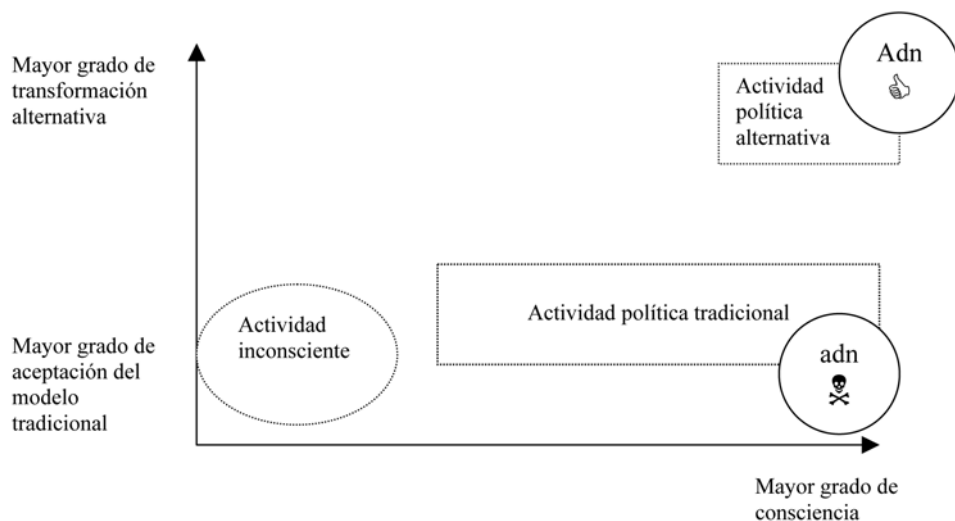 Mayor grado de
transformación
alternativa
Adn
Actividad
política
alternativa
Actividad
inconsciente
Actividad política tradicional
Mayor grado de
aceptación del
modelo
tradicional
adn
Mayor grado de
consciencia